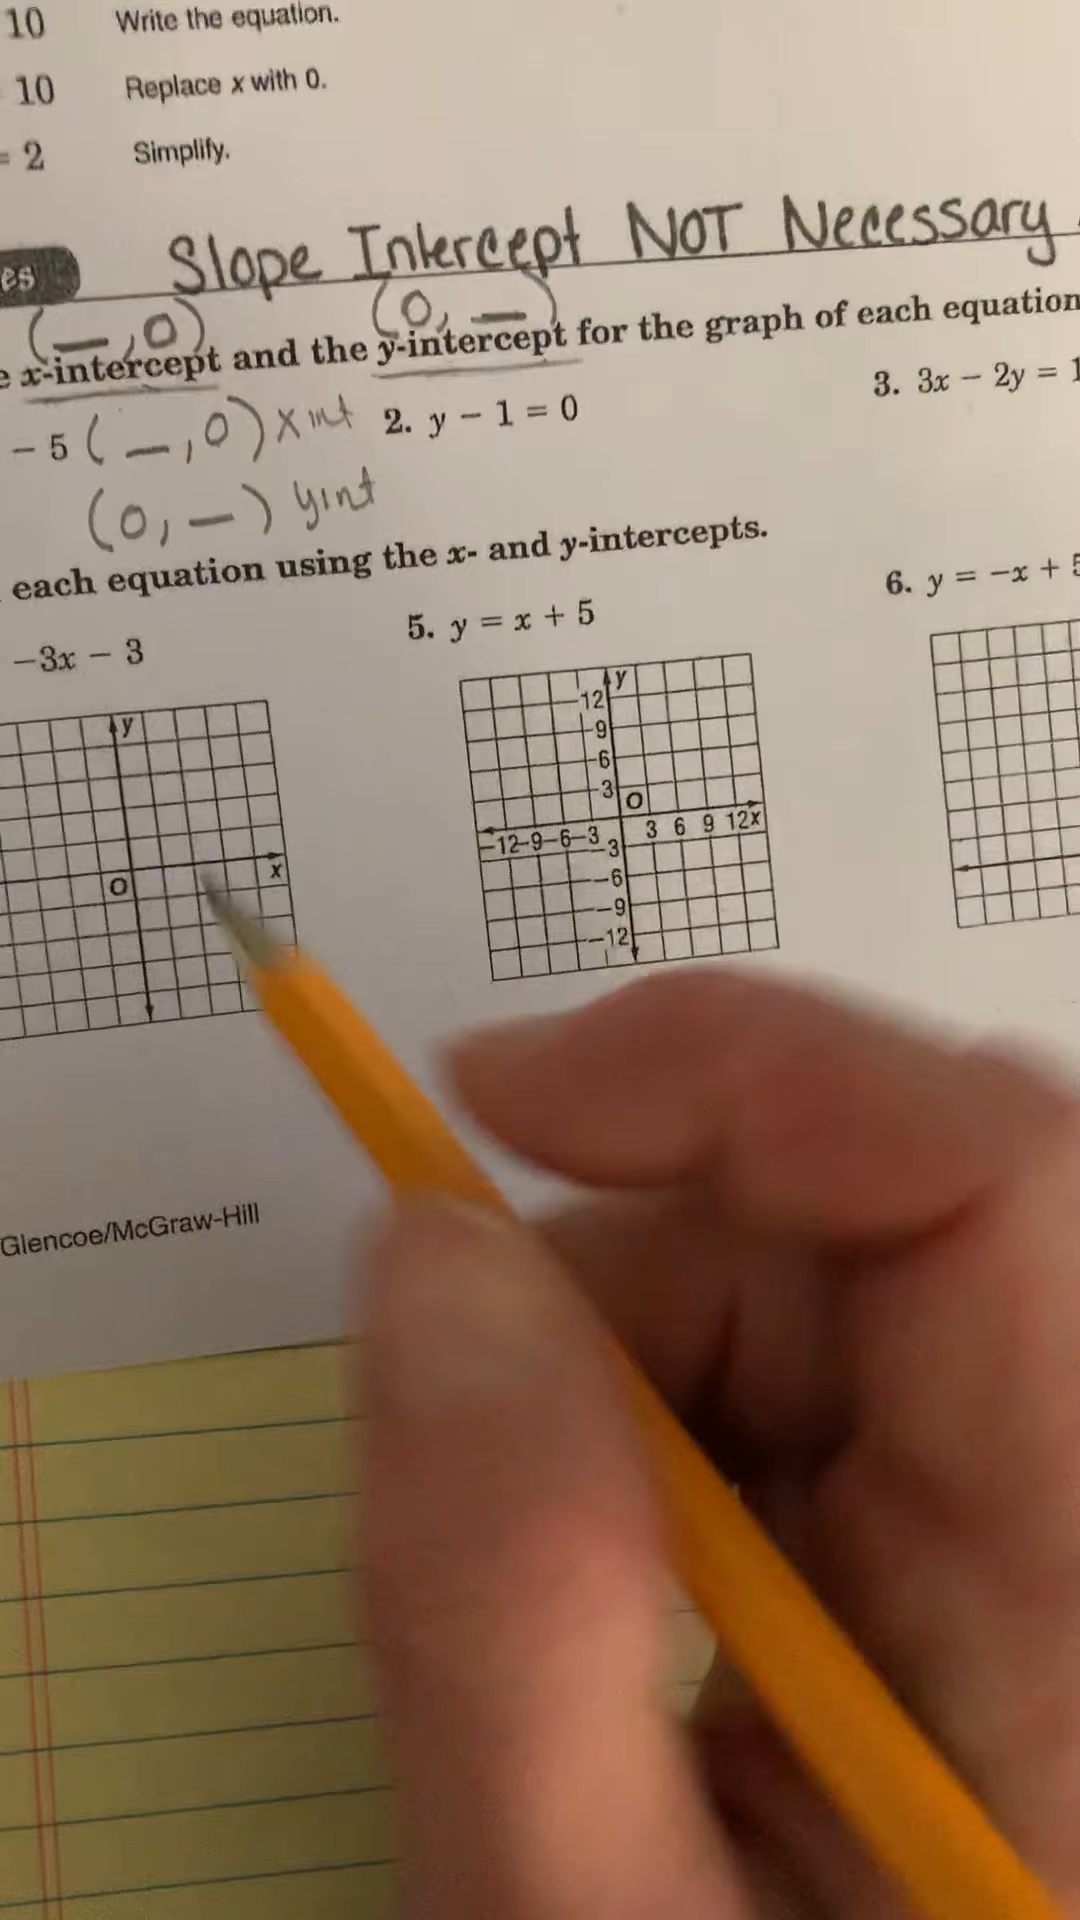 10 Write the equation.
10 Replace x with 0.
= 2 Simplify.
es Slope Intercept NOT Necessary
(_, 0) (0, _)
e x-intercept and the y-intercept for the graph of each equation
- 5 (_, 0) x int 2. y - 1 = 0 3. 3x - 2y = 1
(0, _) y int
each equation using the x- and y-intercepts.
-3x - 3 5. y = x + 5 6. y = -x + 5
y
x
O
y
12
9
6
3
O
-12 -9 -6 -3 3 6 9 12x
-3
-6
-9
-12
Glencoe/McGraw-Hill